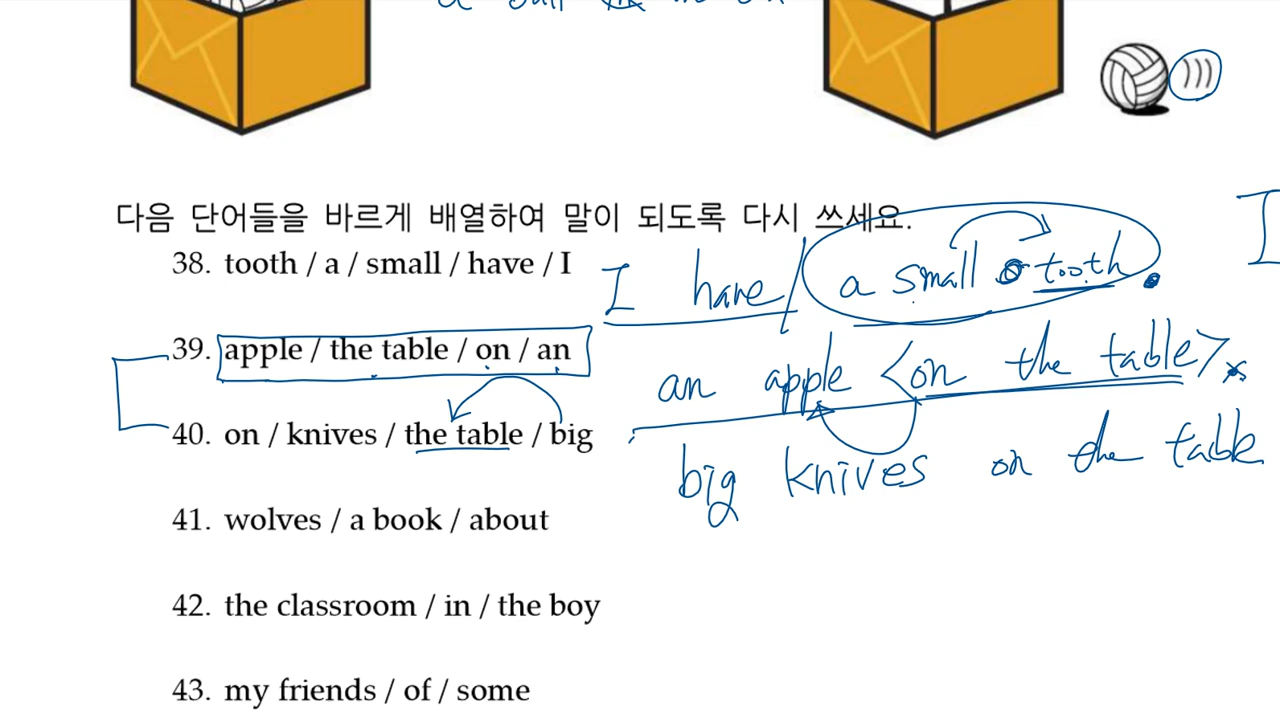 다음 단어들을 바르게 배열하여 말이 되도록 다시 쓰세요.
I
38. tooth / a / small / have / I
I have / a small tooth.
39. apple / the table / on / an
an apple <on the table>
40. on / knives / the table / big
big knives on the table
41. wolves / a book / about
42. the classroom / in / the boy
43. my friends / of / some